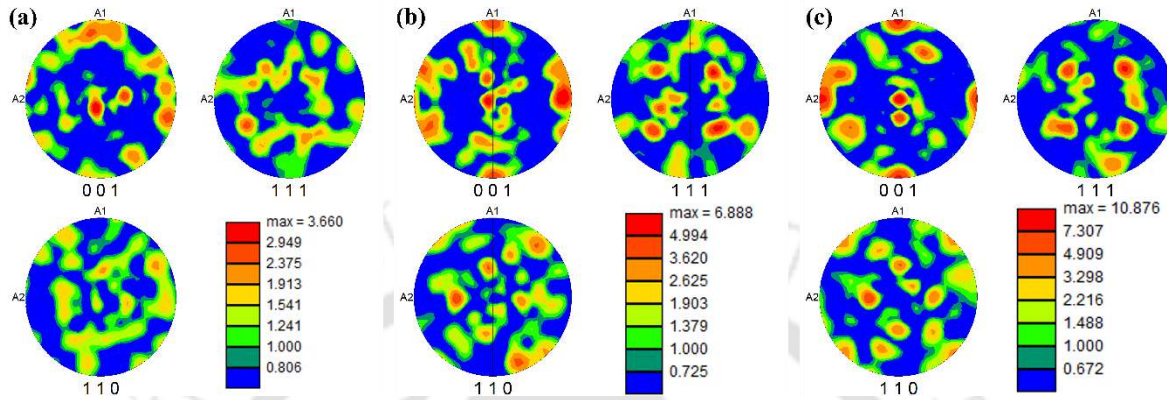 (a)
A1
A2
0 0 1
A1
1 1 1
A1
A2
1 1 0
max = 3.660
2.949
2.375
1.913
1.541
1.241
1.000
0.806
(b)
A1
A2
0 0 1
A1
1 1 1
A1
A2
1 1 0
max = 6.888
4.994
3.620
2.625
1.903
1.379
1.000
0.725
(c)
A1
A2
0 0 1
A1
1 1 1
A1
A2
1 1 0
max = 10.876
7.307
4.909
3.298
2.216
1.488
1.000
0.672